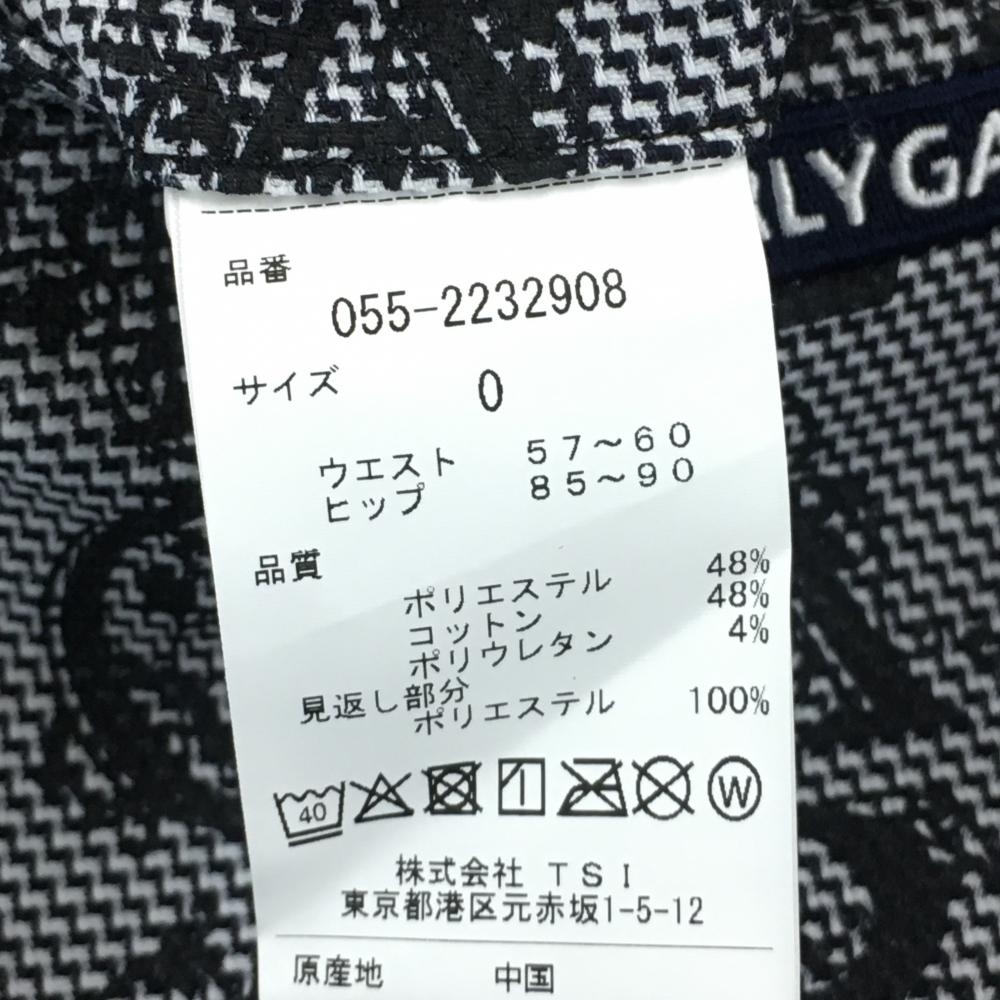 LYGA
品番
055-2232908
サイズ 0
ウエスト 57～60
ヒップ 85～90
品質
ポリエステル 48%
コットン 48%
ポリウレタン 4%
見返し部分
ポリエステル 100%
40 W
株式会社 TSI
東京都港区元赤坂1-5-12
原産地 中国